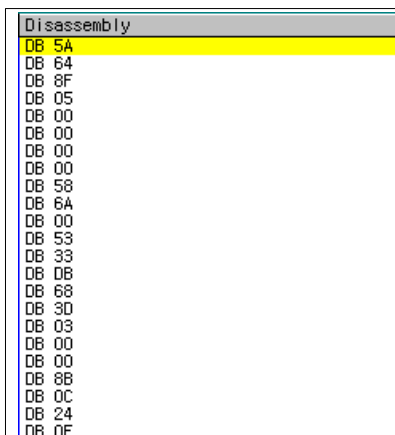 Disassembly
DB 5A
DB 64
DB 8F
DB 05
DB 00
DB 00
DB 00
DB 00
DB 58
DB 6A
DB 00
DB 53
DB 33
DB DB
DB 68
DB 3D
DB 03
DB 00
DB 00
DB 8B
DB 0C
DB 24
DB